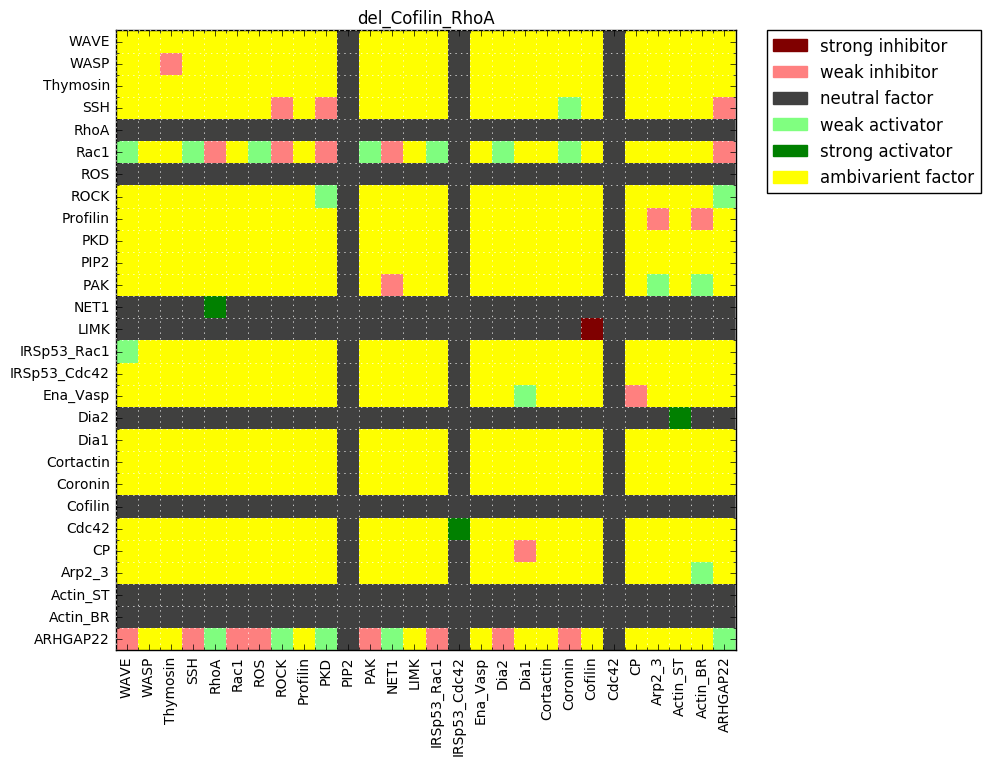 del_Cofilin_RhoA
WAVE
WASP
Thymosin
SSH
RhoA
Rac1
ROS
ROCK
Profilin
PKD
PIP2
PAK
NET1
LIMK
IRSp53_Rac1
IRSp53_Cdc42
Ena_Vasp
Dia2
Dia1
Cortactin
Coronin
Cofilin
Cdc42
CP
Arp2_3
Actin_ST
Actin_BR
ARHGAP22
WAVE
WASP
Thymosin
SSH
RhoA
Rac1
ROS
ROCK
Profilin
PKD
PIP2
PAK
NET1
LIMK
IRSp53_Rac1
IRSp53_Cdc42
Ena_Vasp
Dia2
Dia1
Cortactin
Coronin
Cofilin
Cdc42
CP
Arp2_3
Actin_ST
Actin_BR
ARHGAP22
strong inhibitor
weak inhibitor
neutral factor
weak activator
strong activator
ambivarient factor